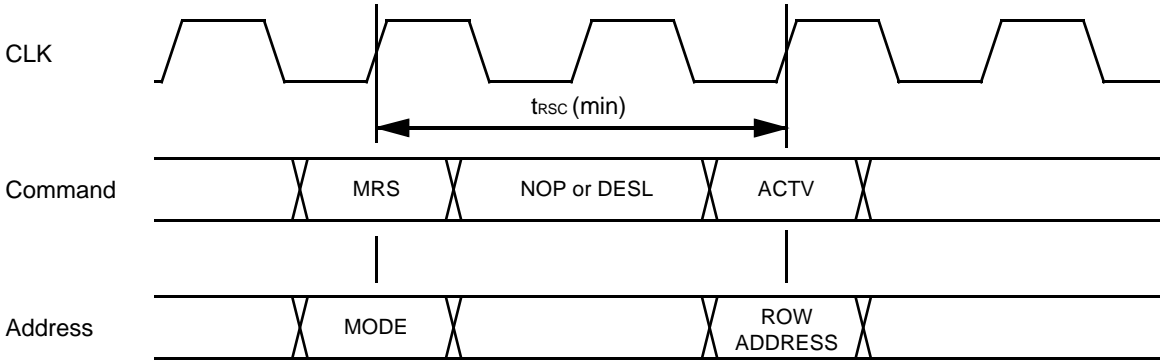 CLK
tRSC (min)
Command
MRS
NOP or DESL
ACTV
Address
MODE
ROW
ADDRESS